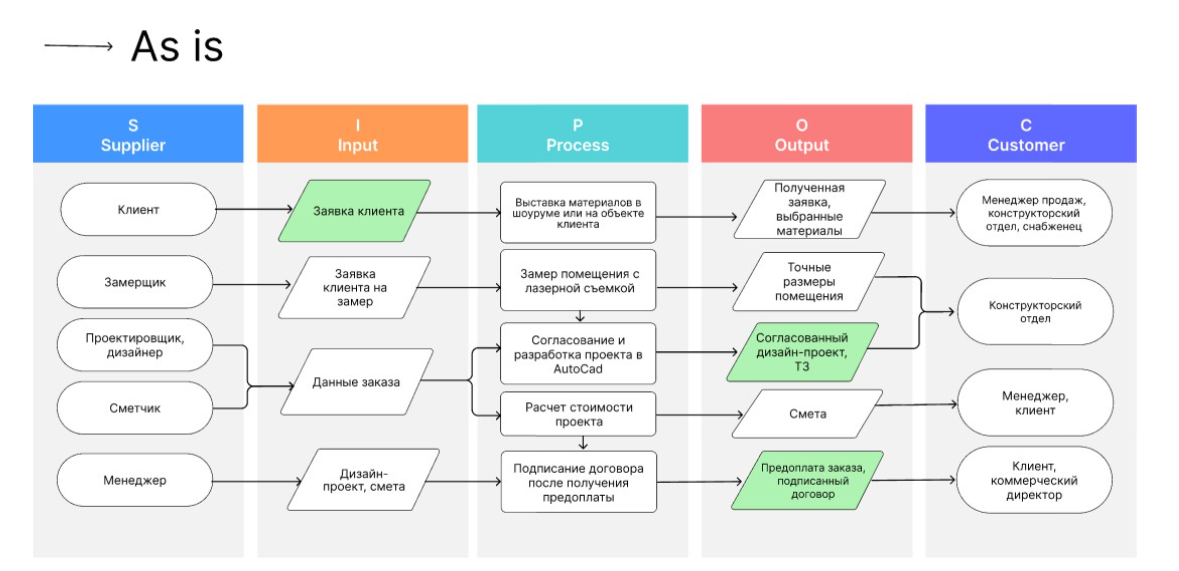 As is
S
Supplier
I
Input
P
Process
O
Output
C
Customer
Клиент
Заявка клиента
Выставка материалов в
шоуруме или на объекте
клиента
Полученная
заявка,
выбранные
материалы
Менеджер продаж,
конструкторский
отдел, снабженец
Замерщик
Заявка
клиента на
замер
Замер помещения с
лазерной съемкой
Точные
размеры
помещения
Конструкторский
отдел
Проектировщик,
дизайнер
Сметчик
Данные заказа
Согласование и
разработка проекта в
AutoCad
Согласованный
дизайн-проект,
ТЗ
Расчет стоимости
проекта
Смета
Менеджер,
клиент
Менеджер
Дизайн-
проект, смета
Подписание договора
после получения
предоплаты
Предоплата заказа,
подписанный
договор
Клиент,
коммерческий
директор